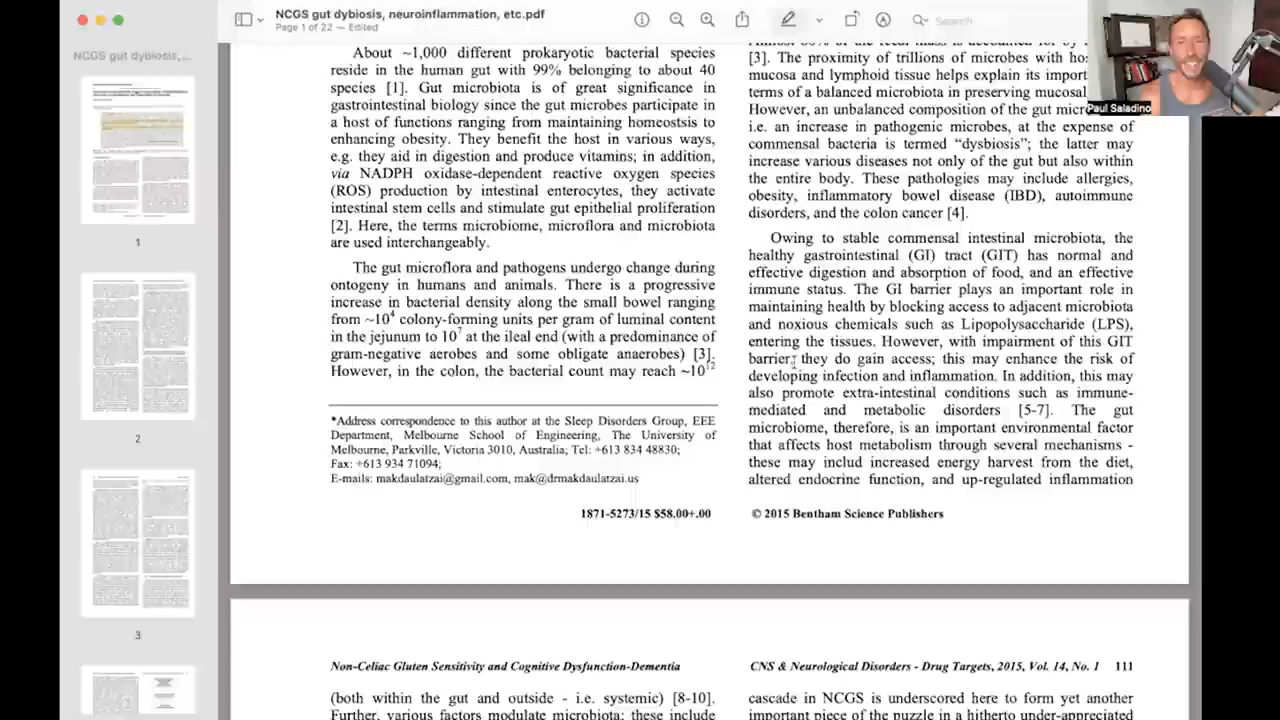 NCGS gut dybiosis, neuroinflammation, etc.pdf
Page 1 of 22 — Edited
Search
NCGS gut dybiosis,...
1
2
3
Paul Saladino
About ~1,000 different prokaryotic bacterial species
reside in the human gut with 99% belonging to about 40
species [1]. Gut microbiota is of great significance in
gastrointestinal biology since the gut microbes participate in
a host of functions ranging from maintaining homeostsis to
enhancing obesity. They benefit the host in various ways,
e.g. they aid in digestion and produce vitamins; in addition,
via NADPH oxidase-dependent reactive oxygen species
(ROS) production by intestinal enterocytes, they activate
intestinal stem cells and stimulate gut epithelial proliferation
[2]. Here, the terms microbiome, microflora and microbiota
are used interchangeably.
The gut microflora and pathogens undergo change during
ontogeny in humans and animals. There is a progressive
increase in bacterial density along the small bowel ranging
from ~10⁴ colony-forming units per gram of luminal content
in the jejunum to 10⁷ at the ileal end (with a predominance of
gram-negative aerobes and some obligate anaerobes) [3].
However, in the colon, the bacterial count may reach ~10¹²
*Address correspondence to this author at the Sleep Disorders Group, EEE
Department, Melbourne School of Engineering, The University of
Melbourne, Parkville, Victoria 3010, Australia; Tel: +613 834 48830;
Fax: +613 934 71094;
E-mails: makdaulatzai@gmail.com, mak@drmakdaulatzai.us
1871-5273/15 $58.00+.00
[3]. The proximity of trillions of microbes with
mucosa and lymphoid tissue helps explain its
terms of a balanced microbiota in preserving mucosal
However, an unbalanced composition of the gut
i.e. an increase in pathogenic microbes, at the expense of
commensal bacteria is termed “dysbiosis”; the latter may
increase various diseases not only of the gut but also within
the entire body. These pathologies may include allergies,
obesity, inflammatory bowel disease (IBD), autoimmune
disorders, and the colon cancer [4].
Owing to stable commensal intestinal microbiota, the
healthy gastrointestinal (GI) tract (GIT) has normal and
effective digestion and absorption of food, and an effective
immune status. The GI barrier plays an important role in
maintaining health by blocking access to adjacent microbiota
and noxious chemicals such as Lipopolysaccharide (LPS),
entering the tissues. However, with impairment of this GIT
barrier, they do gain access; this may enhance the risk of
developing infection and inflammation. In addition, this may
also promote extra-intestinal conditions such as immune-
mediated and metabolic disorders [5-7]. The gut
microbiome, therefore, is an important environmental factor
that affects host metabolism through several mechanisms -
these may includ increased energy harvest from the diet,
altered endocrine function, and up-regulated inflammation
© 2015 Bentham Science Publishers
Non-Celiac Gluten Sensitivity and Cognitive Dysfunction-Dementia
CNS & Neurological Disorders - Drug Targets, 2015, Vol. 14, No. 1 111
(both within the gut and outside - i.e. systemic) [8-10].
Further, various factors modulate microbiota; these include
cascade in NCGS is underscored here to form yet another
important piece of the puzzle in a hitherto under-appreciated